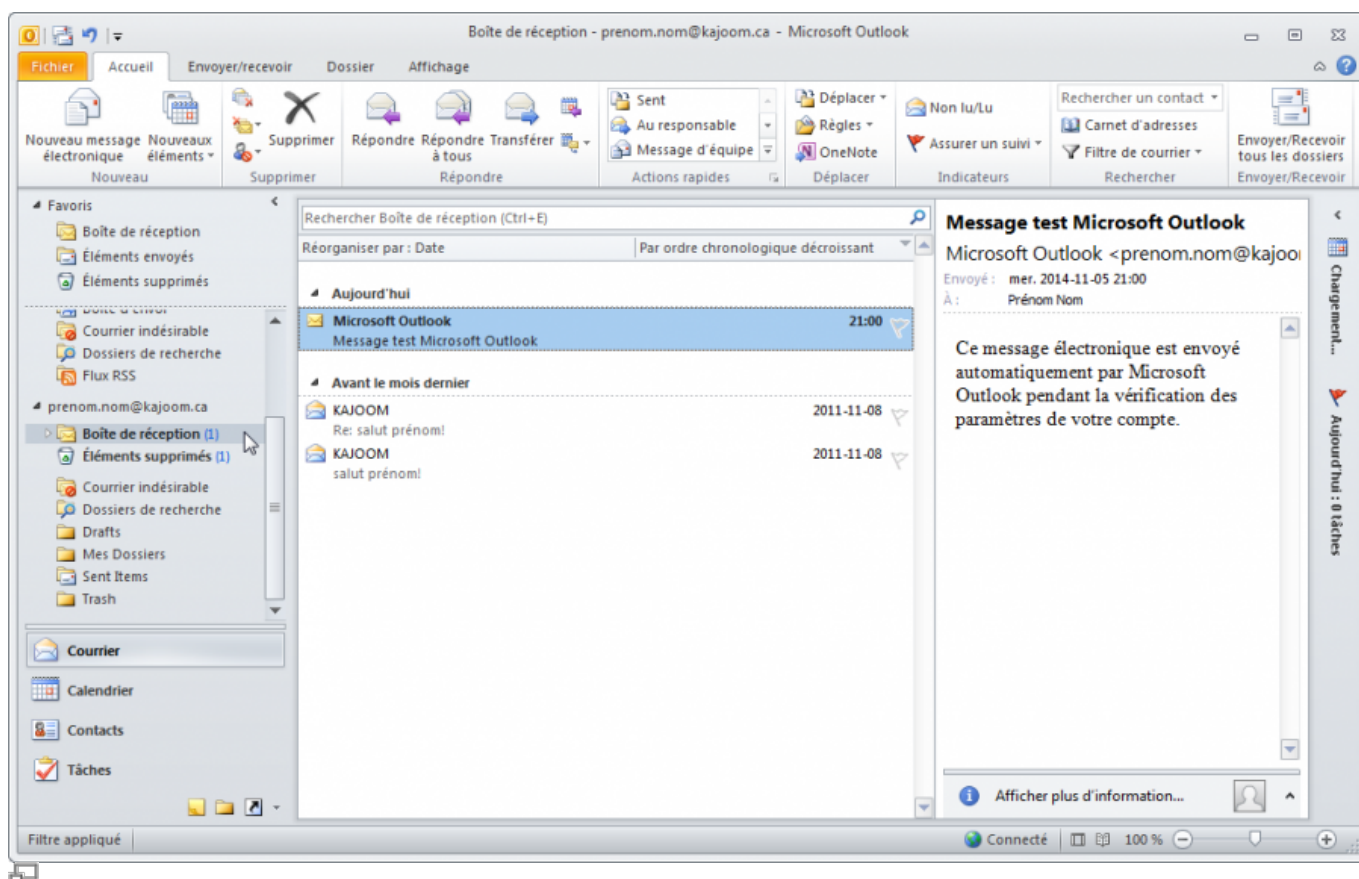 Boîte de réception - prenom.nom@kajoom.ca - Microsoft Outlook
Fichier Accueil Envoyer/recevoir Dossier Affichage
Nouveau message électronique
Nouveaux éléments
Nouveau
Supprimer
Supprimer
Répondre
Répondre à tous
Transférer
Répondre
Sent
Au responsable
Message d'équipe
Actions rapides
Déplacer
Règles
OneNote
Déplacer
Non lu/Lu
Assurer un suivi
Indicateurs
Rechercher un contact
Carnet d'adresses
Filtre de courrier
Rechercher
Envoyer/Recevoir
tous les dossiers
Envoyer/Recevoir
Favoris
Boîte de réception
Éléments envoyés
Éléments supprimés
Courrier indésirable
Dossiers de recherche
Flux RSS
prenom.nom@kajoom.ca
Boîte de réception (1)
Éléments supprimés (1)
Courrier indésirable
Dossiers de recherche
Drafts
Mes Dossiers
Sent Items
Trash
Courrier
Calendrier
Contacts
Tâches
Rechercher Boîte de réception (Ctrl+E)
Réorganiser par : Date Par ordre chronologique décroissant
Aujourd'hui
Microsoft Outlook 21:00
Message test Microsoft Outlook
Avant le mois dernier
KAJOOM 2011-11-08
Re: salut prénom!
KAJOOM 2011-11-08
salut prénom!
Message test Microsoft Outlook
Microsoft Outlook <prenom.nom@kajoo
Envoyé : mer. 2014-11-05 21:00
À : Prénom Nom
Ce message électronique est envoyé
automatiquement par Microsoft
Outlook pendant la vérification des
paramètres de votre compte.
Afficher plus d'information...
Chargement...
Aujourd'hui : 0 tâches
Filtre appliqué
Connecté 100 %